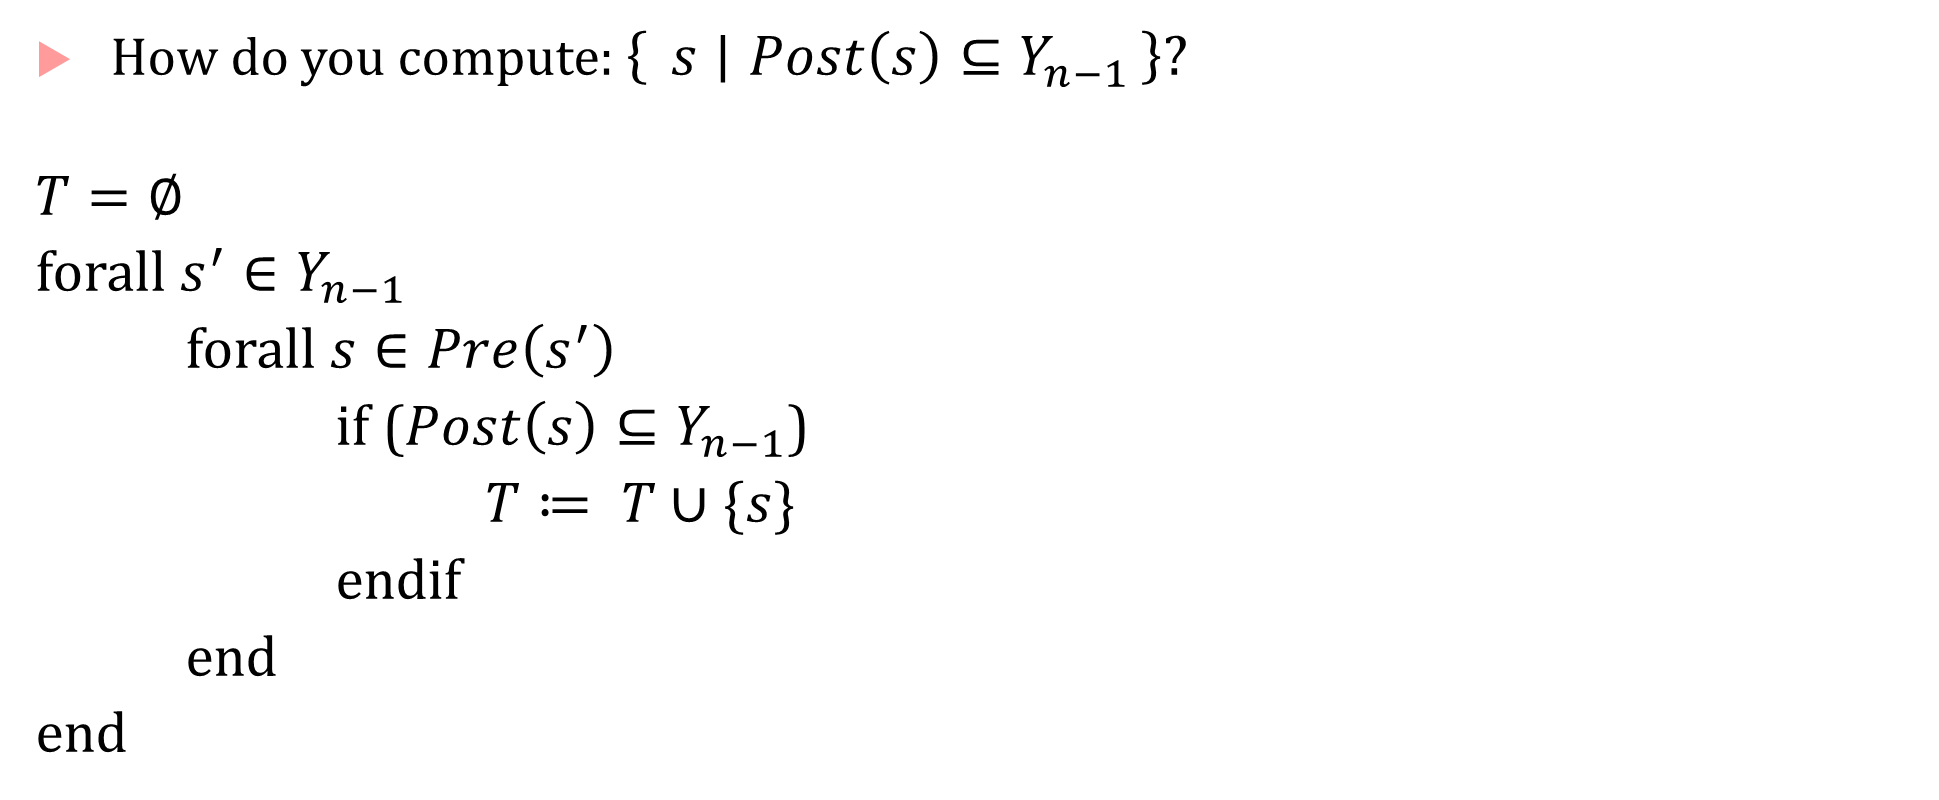 ▶ How do you compute: { s | Post(s) ⊆ Yₙ₋₁ }?
T = ∅
forall s′ ∈ Yₙ₋₁
forall s ∈ Pre(s′)
if (Post(s) ⊆ Yₙ₋₁)
T ≔ T ∪ {s}
endif
end
end